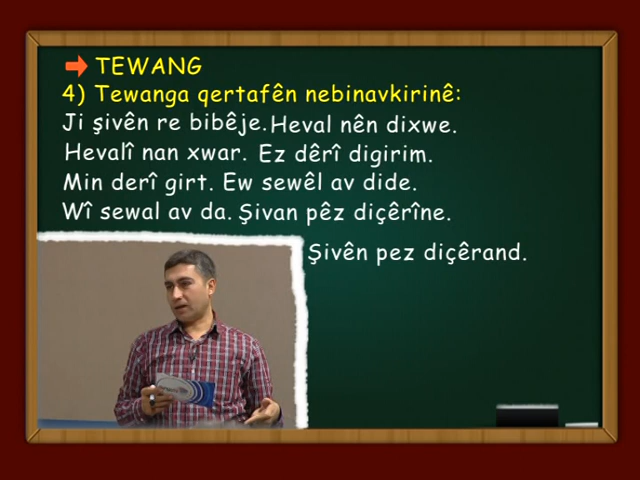 TEWANG
4) Tewanga qertafên nebinavkirinê:
Ji şivên re bibêje. Heval nên dixwe.
Hevalî nan xwar. Ez dêrî digirim.
Min derî girt. Ew sewêl av dide.
Wî sewal av da. Şivan pêz diçêrîne.
Şivên pez diçêrand.